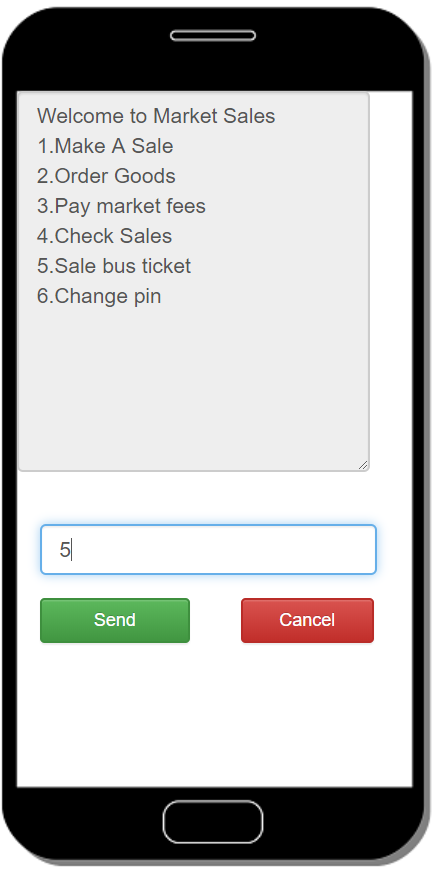 Welcome to Market Sales
1.Make A Sale
2.Order Goods
3.Pay market fees
4.Check Sales
5.Sale bus ticket
6.Change pin
5
Send Cancel